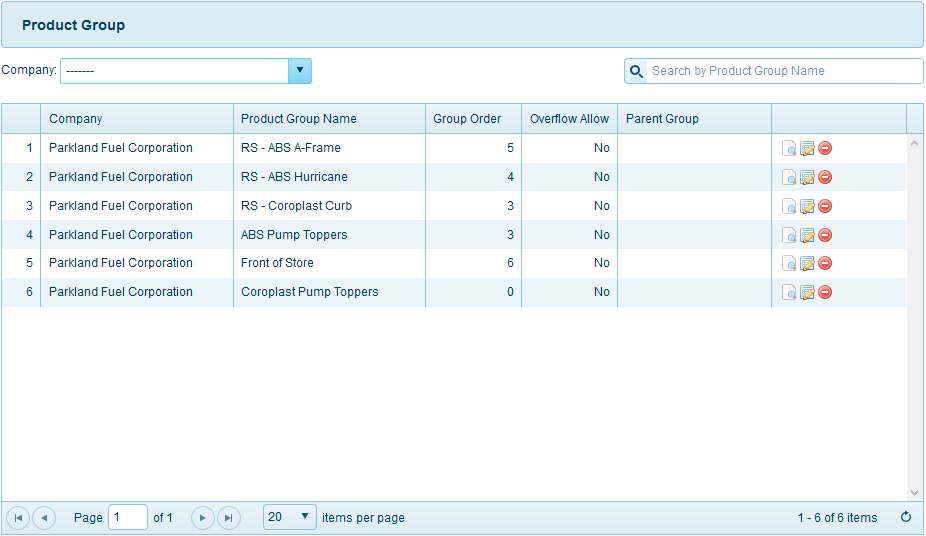 Product Group
Company: ------- Search by Product Group Name
Company Product Group Name Group Order Overflow Allow Parent Group
1 Parkland Fuel Corporation RS - ABS A-Frame 5 No
2 Parkland Fuel Corporation RS - ABS Hurricane 4 No
3 Parkland Fuel Corporation RS - Coroplast Curb 3 No
4 Parkland Fuel Corporation ABS Pump Toppers 3 No
5 Parkland Fuel Corporation Front of Store 6 No
6 Parkland Fuel Corporation Coroplast Pump Toppers 0 No
Page 1 of 1 20 items per page 1 - 6 of 6 items